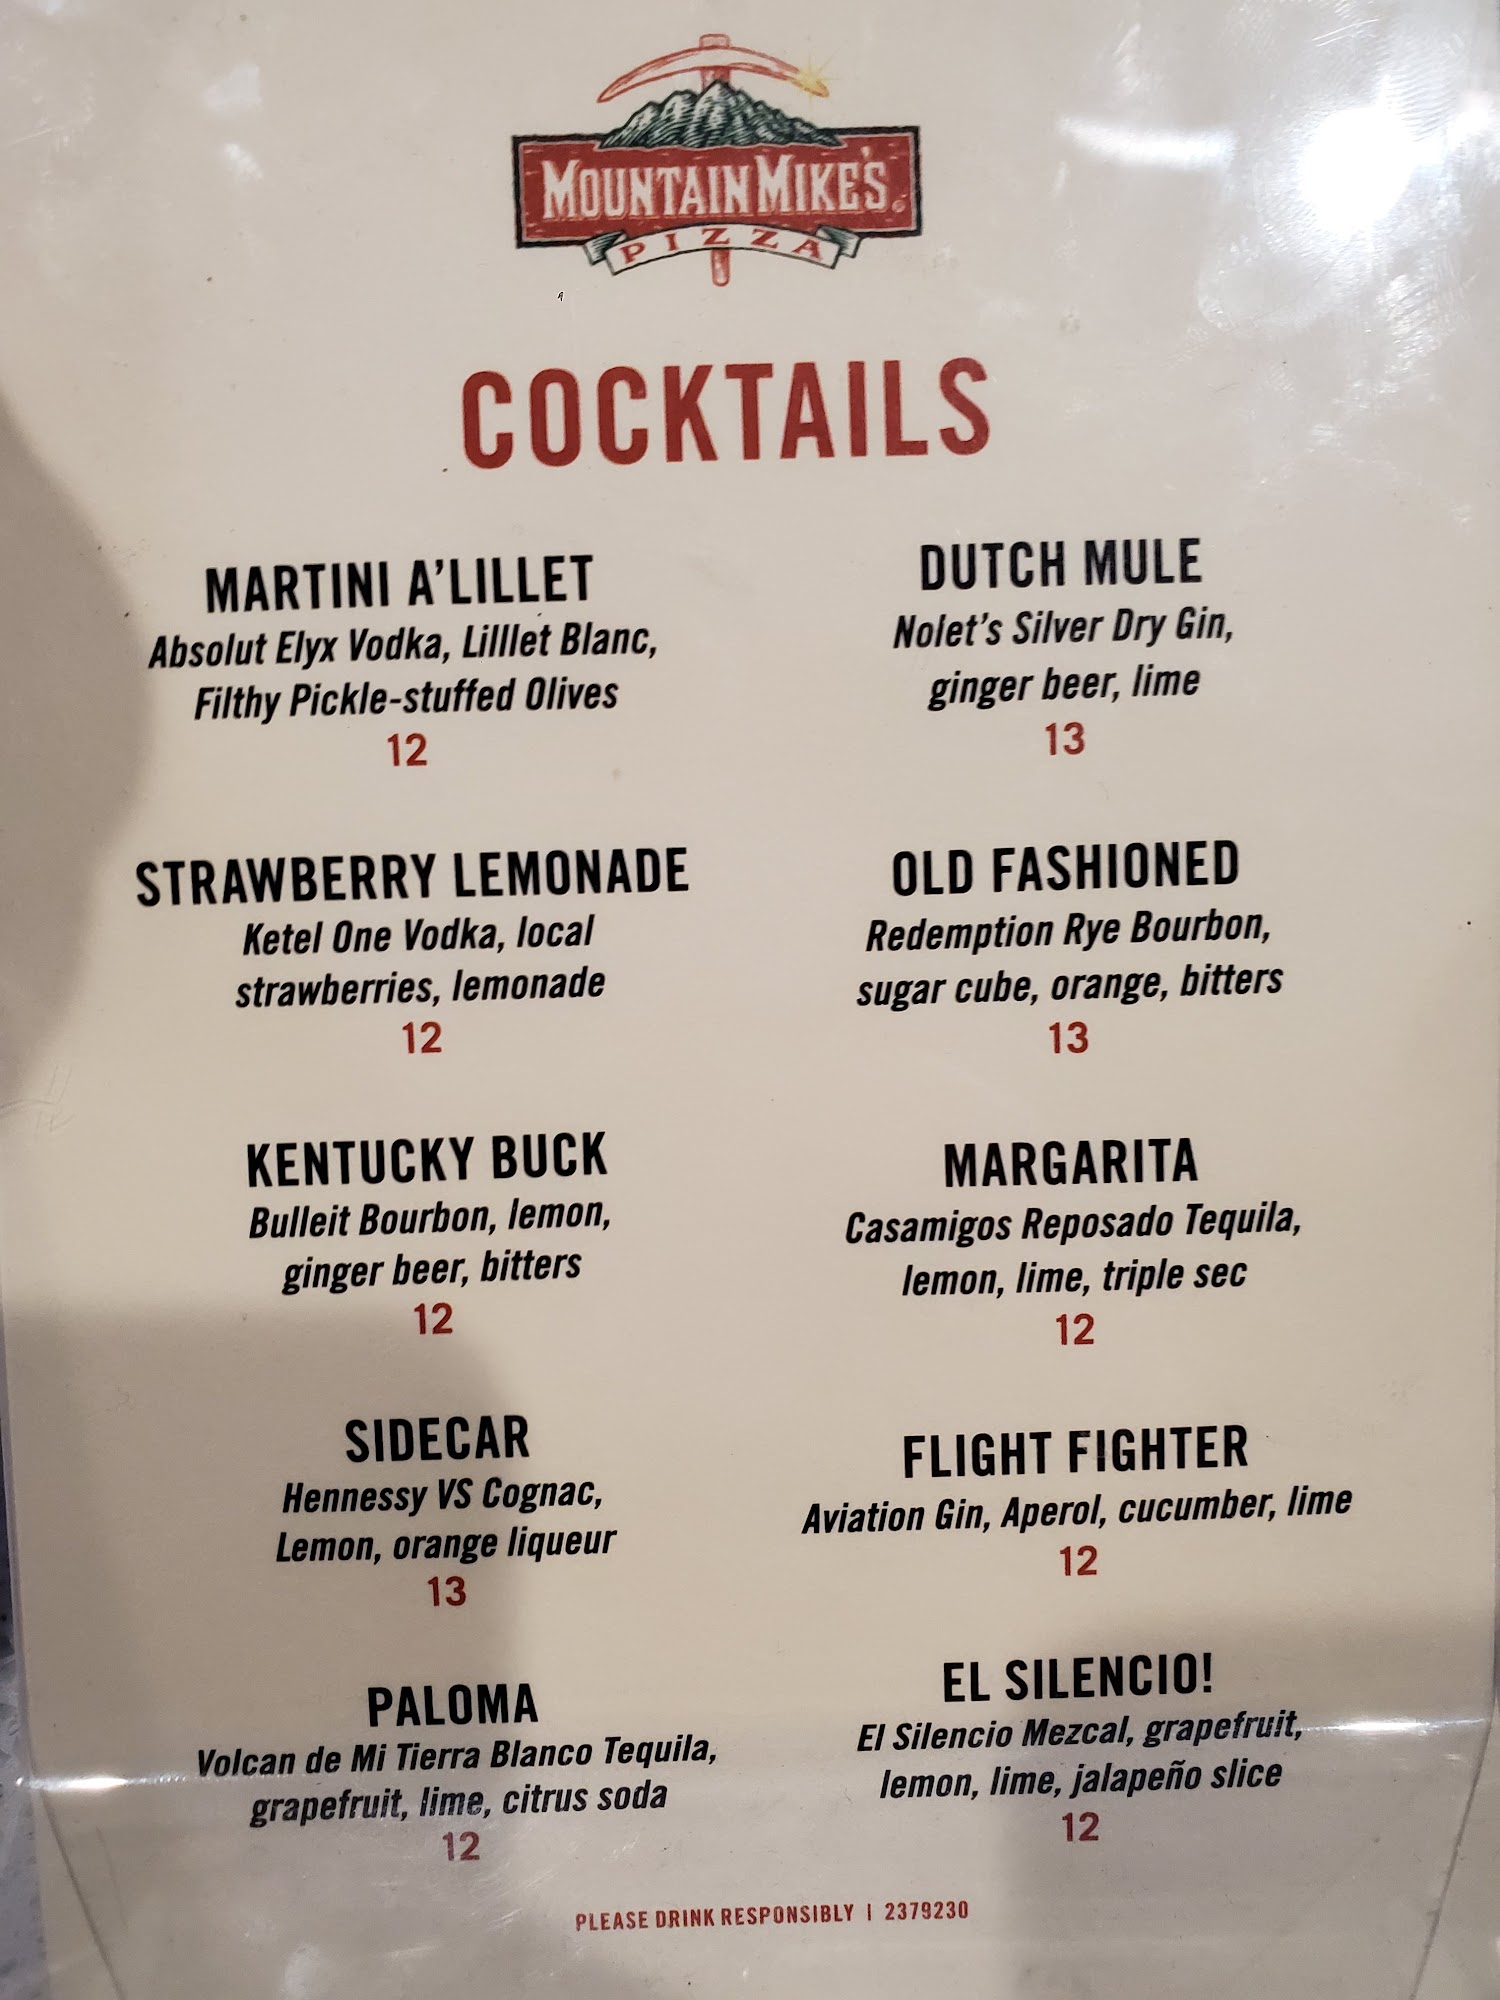 MOUNTAIN MIKE'S
PIZZA
COCKTAILS
MARTINI A'LILLET
Absolut Elyx Vodka, Lilllet Blanc,
Filthy Pickle-stuffed Olives
12
STRAWBERRY LEMONADE
Ketel One Vodka, local
strawberries, lemonade
12
KENTUCKY BUCK
Bulleit Bourbon, lemon,
ginger beer, bitters
12
SIDECAR
Hennessy VS Cognac,
Lemon, orange liqueur
13
PALOMA
Volcan de Mi Tierra Blanco Tequila,
grapefruit, lime, citrus soda
12
DUTCH MULE
Nolet's Silver Dry Gin,
ginger beer, lime
13
OLD FASHIONED
Redemption Rye Bourbon,
sugar cube, orange, bitters
13
MARGARITA
Casamigos Reposado Tequila,
lemon, lime, triple sec
12
FLIGHT FIGHTER
Aviation Gin, Aperol, cucumber, lime
12
EL SILENCIO!
El Silencio Mezcal, grapefruit,
lemon, lime, jalapeño slice
12
PLEASE DRINK RESPONSIBLY | 2379230